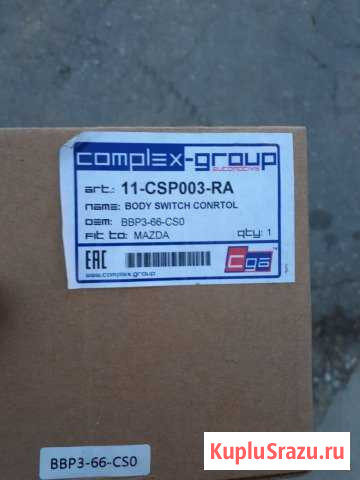 complex-group
automotive
art.: 11-CSP003-RA
name: BODY SWITCH CONRTOL
OEM: BBP3-66-CS0
Fit to: MAZDA
qty: 1
EAC
www.complex.group
cga
BBP3-66-CS0
KupluSrazu.ru